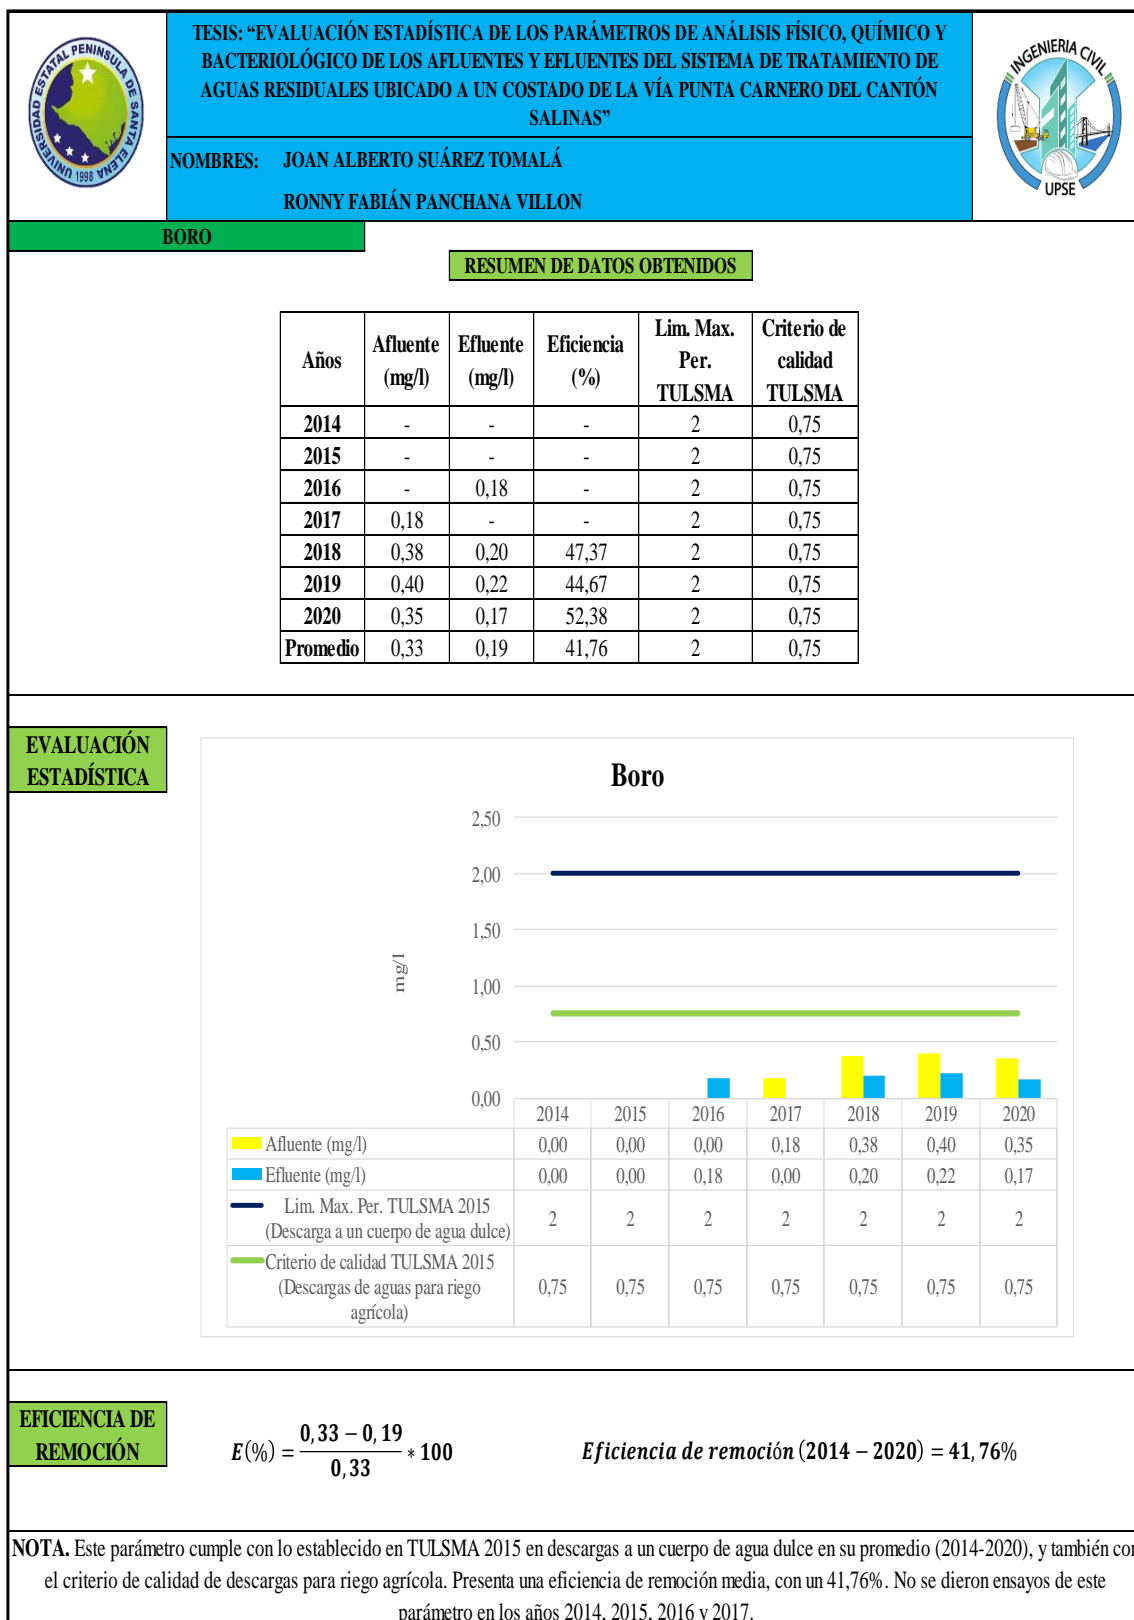 UNIVERSIDAD ESTATAL PENINSULA DE SANTA ELENA
1998
TESIS: “EVALUACIÓN ESTADÍSTICA DE LOS PARÁMETROS DE ANÁLISIS FÍSICO, QUÍMICO Y
BACTERIOLÓGICO DE LOS AFLUENTES Y EFLUENTES DEL SISTEMA DE TRATAMIENTO DE
AGUAS RESIDUALES UBICADO A UN COSTADO DE LA VÍA PUNTA CARNERO DEL CANTÓN
SALINAS”
NOMBRES: JOAN ALBERTO SUÁREZ TOMALÁ
RONNY FABIÁN PANCHANA VILLON
INGENIERIA CIVIL
UPSE
BORO
RESUMEN DE DATOS OBTENIDOS
Años Afluente (mg/l) Efluente (mg/l) Eficiencia (%) Lim. Max. Per. TULSMA Criterio de calidad TULSMA
2014 - - - 2 0,75
2015 - - - 2 0,75
2016 - 0,18 - 2 0,75
2017 0,18 - - 2 0,75
2018 0,38 0,20 47,37 2 0,75
2019 0,40 0,22 44,67 2 0,75
2020 0,35 0,17 52,38 2 0,75
Promedio 0,33 0,19 41,76 2 0,75
EVALUACIÓN
ESTADÍSTICA
Boro
2,50
2,00
1,50
1,00
0,50
0,00
mg/l
2014 2015 2016 2017 2018 2019 2020
Afluente (mg/l) 0,00 0,00 0,00 0,18 0,38 0,40 0,35
Efluente (mg/l) 0,00 0,00 0,18 0,00 0,20 0,22 0,17
Lim. Max. Per. TULSMA 2015
(Descarga a un cuerpo de agua dulce) 2 2 2 2 2 2 2
Criterio de calidad TULSMA 2015
(Descargas de aguas para riego 0,75 0,75 0,75 0,75 0,75 0,75 0,75
agrícola)
EFICIENCIA DE
REMOCIÓN
E(%) = (0,33 − 0,19)/0,33 ∗ 100
Eficiencia de remoción (2014 − 2020) = 41,76%
NOTA. Este parámetro cumple con lo establecido en TULSMA 2015 en descargas a un cuerpo de agua dulce en su promedio (2014-2020), y también con
el criterio de calidad de descargas para riego agrícola. Presenta una eficiencia de remoción media, con un 41,76%. No se dieron ensayos de este
parámetro en los años 2014, 2015, 2016 y 2017.